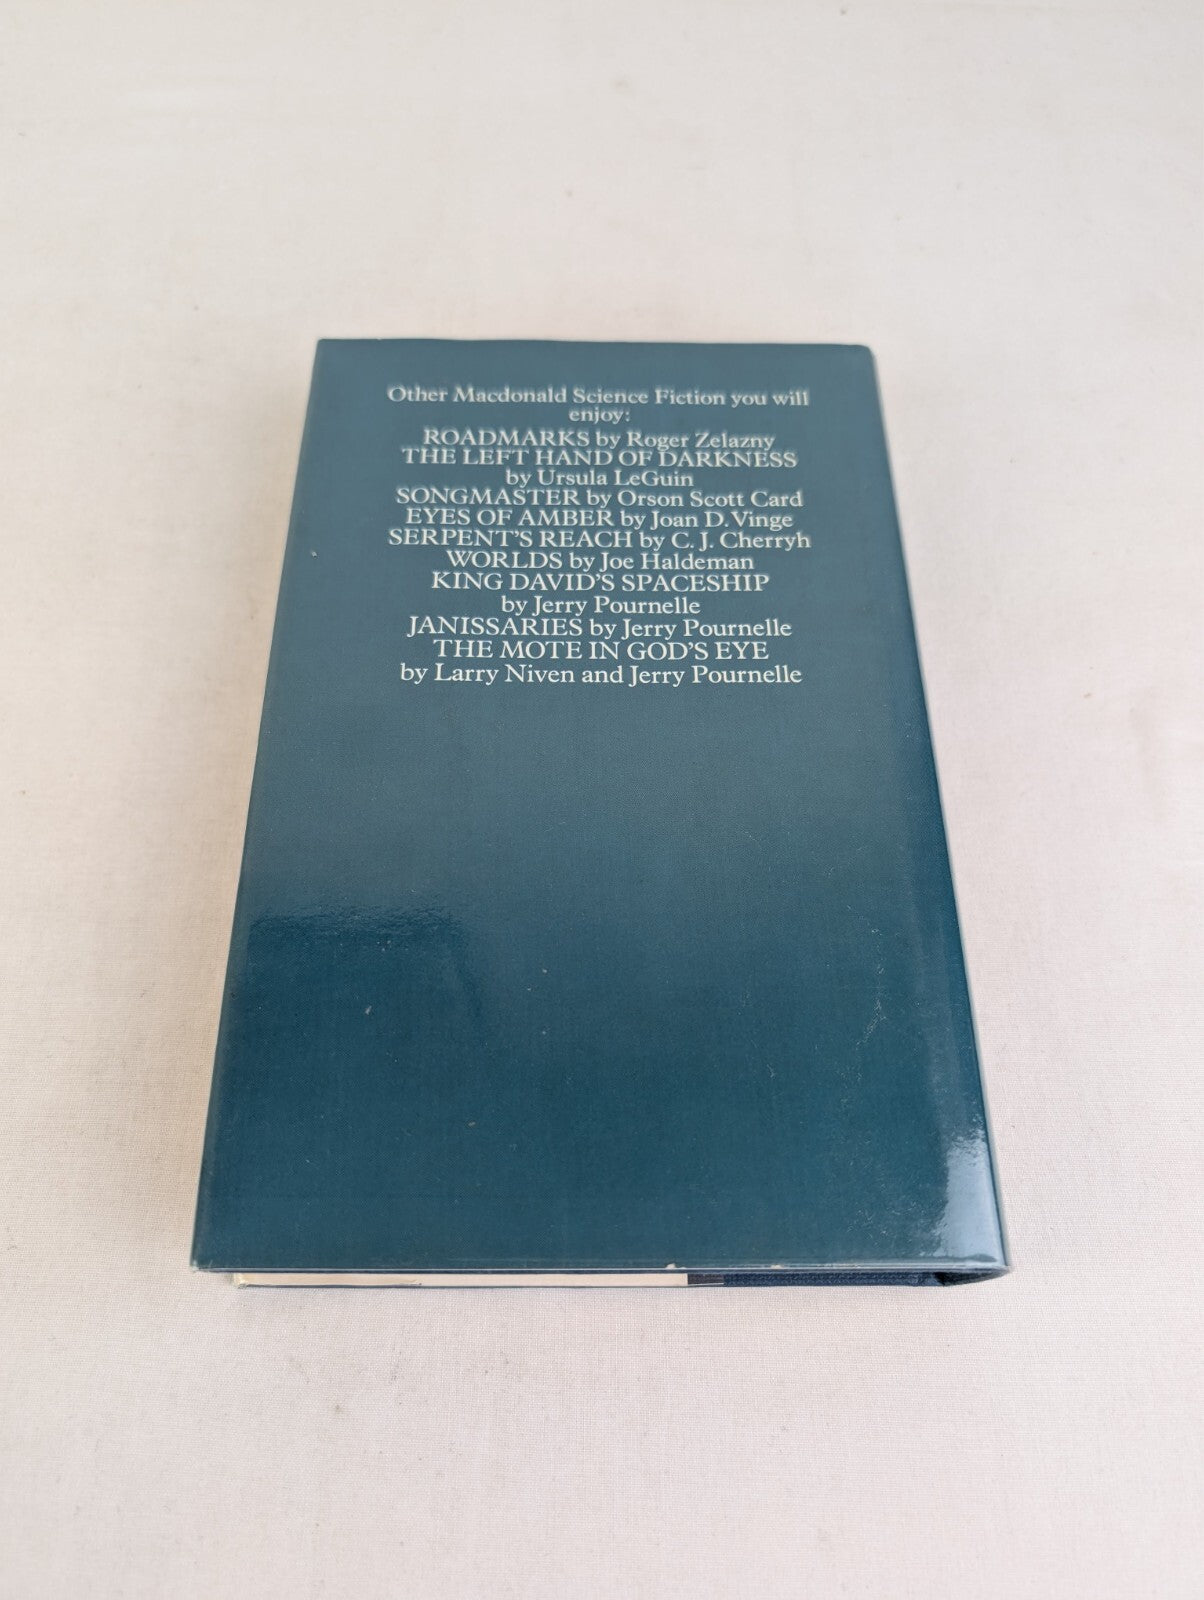 Other Macdonald Science Fiction you will
enjoy:
ROADMARKS by Roger Zelazny
THE LEFT HAND OF DARKNESS
by Ursula LeGuin
SONGMASTER by Orson Scott Card
EYES OF AMBER by Joan D. Vinge
SERPENT'S REACH by C. J. Cherryh
WORLDS by Joe Haldeman
KING DAVID'S SPACESHIP
by Jerry Pournelle
JANISSARIES by Jerry Pournelle
THE MOTE IN GOD'S EYE
by Larry Niven and Jerry Pournelle